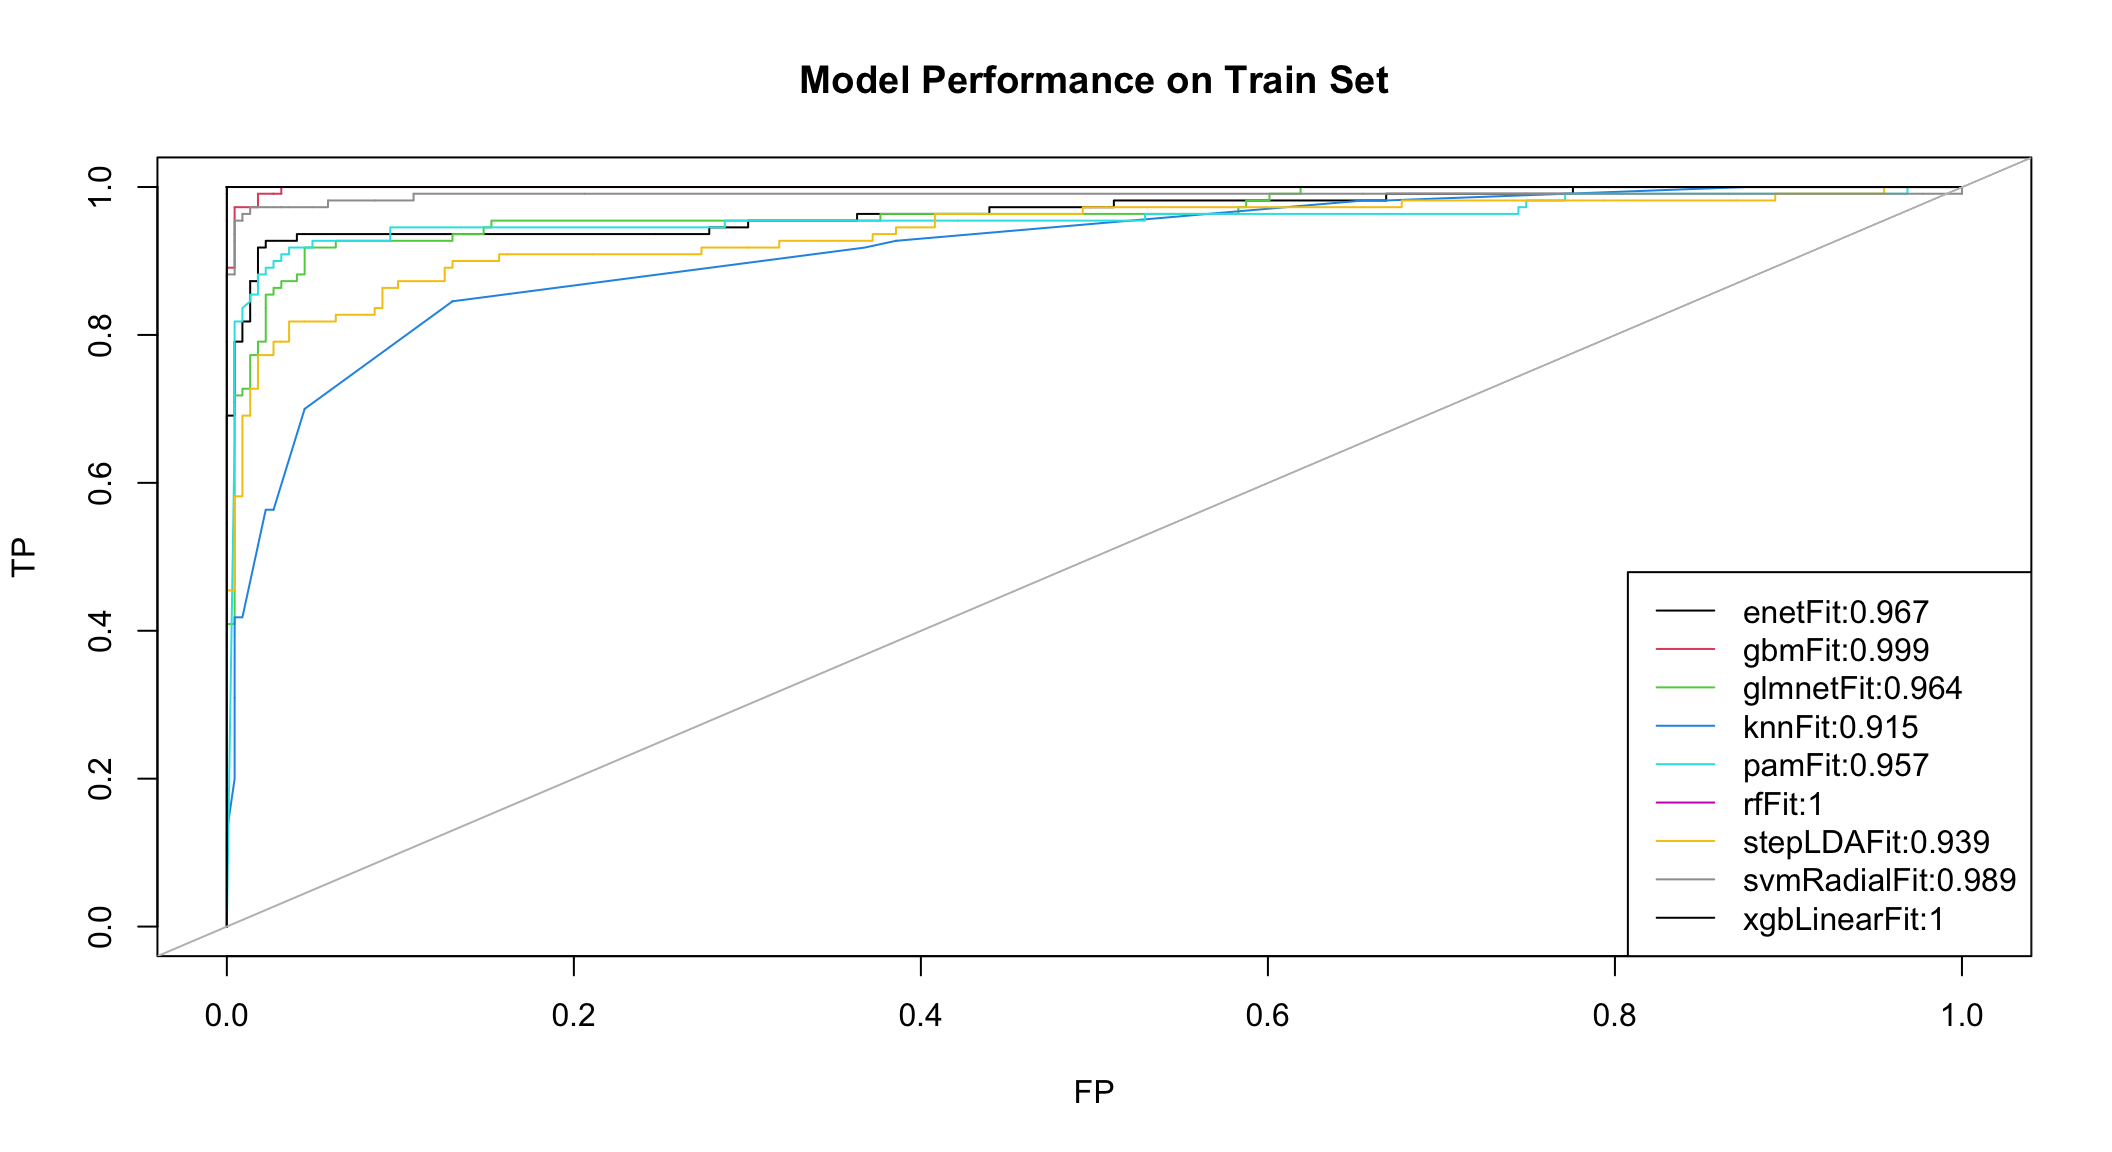 Model Performance on Train Set
1.0
0.8
0.6
0.4
0.2
0.0
TP
enetFit:0.967
gbmFit:0.999
glmnetFit:0.964
knnFit:0.915
pamFit:0.957
rfFit:1
stepLDAFit:0.939
svmRadialFit:0.989
xgbLinearFit:1
0.0 0.2 0.4 0.6 0.8 1.0
FP